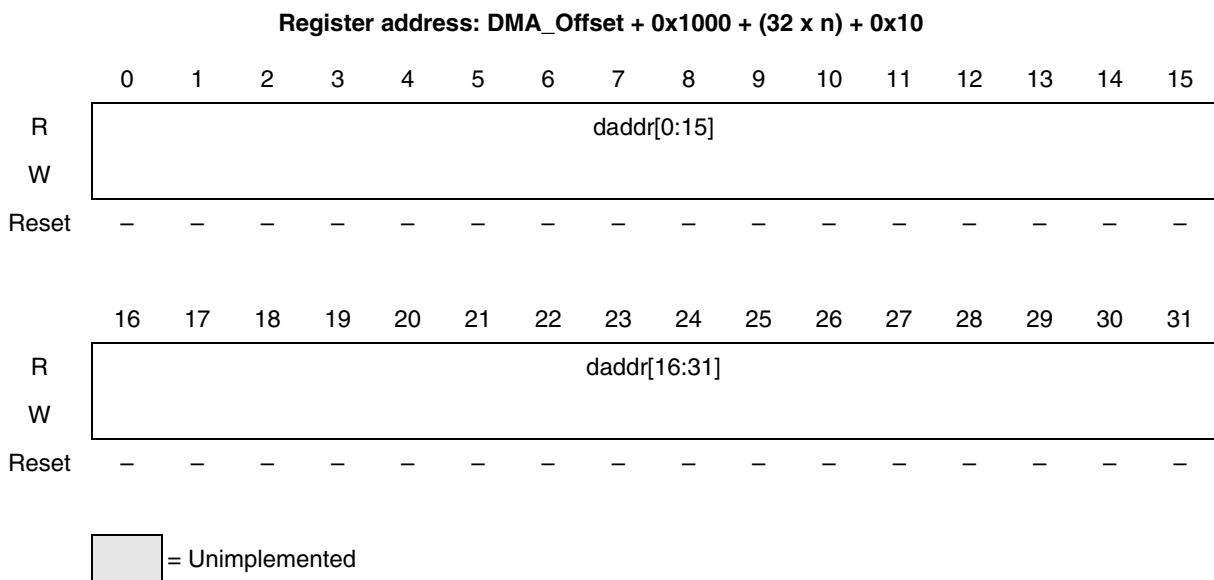 Register address: DMA_Offset + 0x1000 + (32 x n) + 0x10
0 1 2 3 4 5 6 7 8 9 10 11 12 13 14 15
R daddr[0:15]
W
Reset – – – – – – – – – – – – – – – –
16 17 18 19 20 21 22 23 24 25 26 27 28 29 30 31
R daddr[16:31]
W
Reset – – – – – – – – – – – – – – – –
= Unimplemented